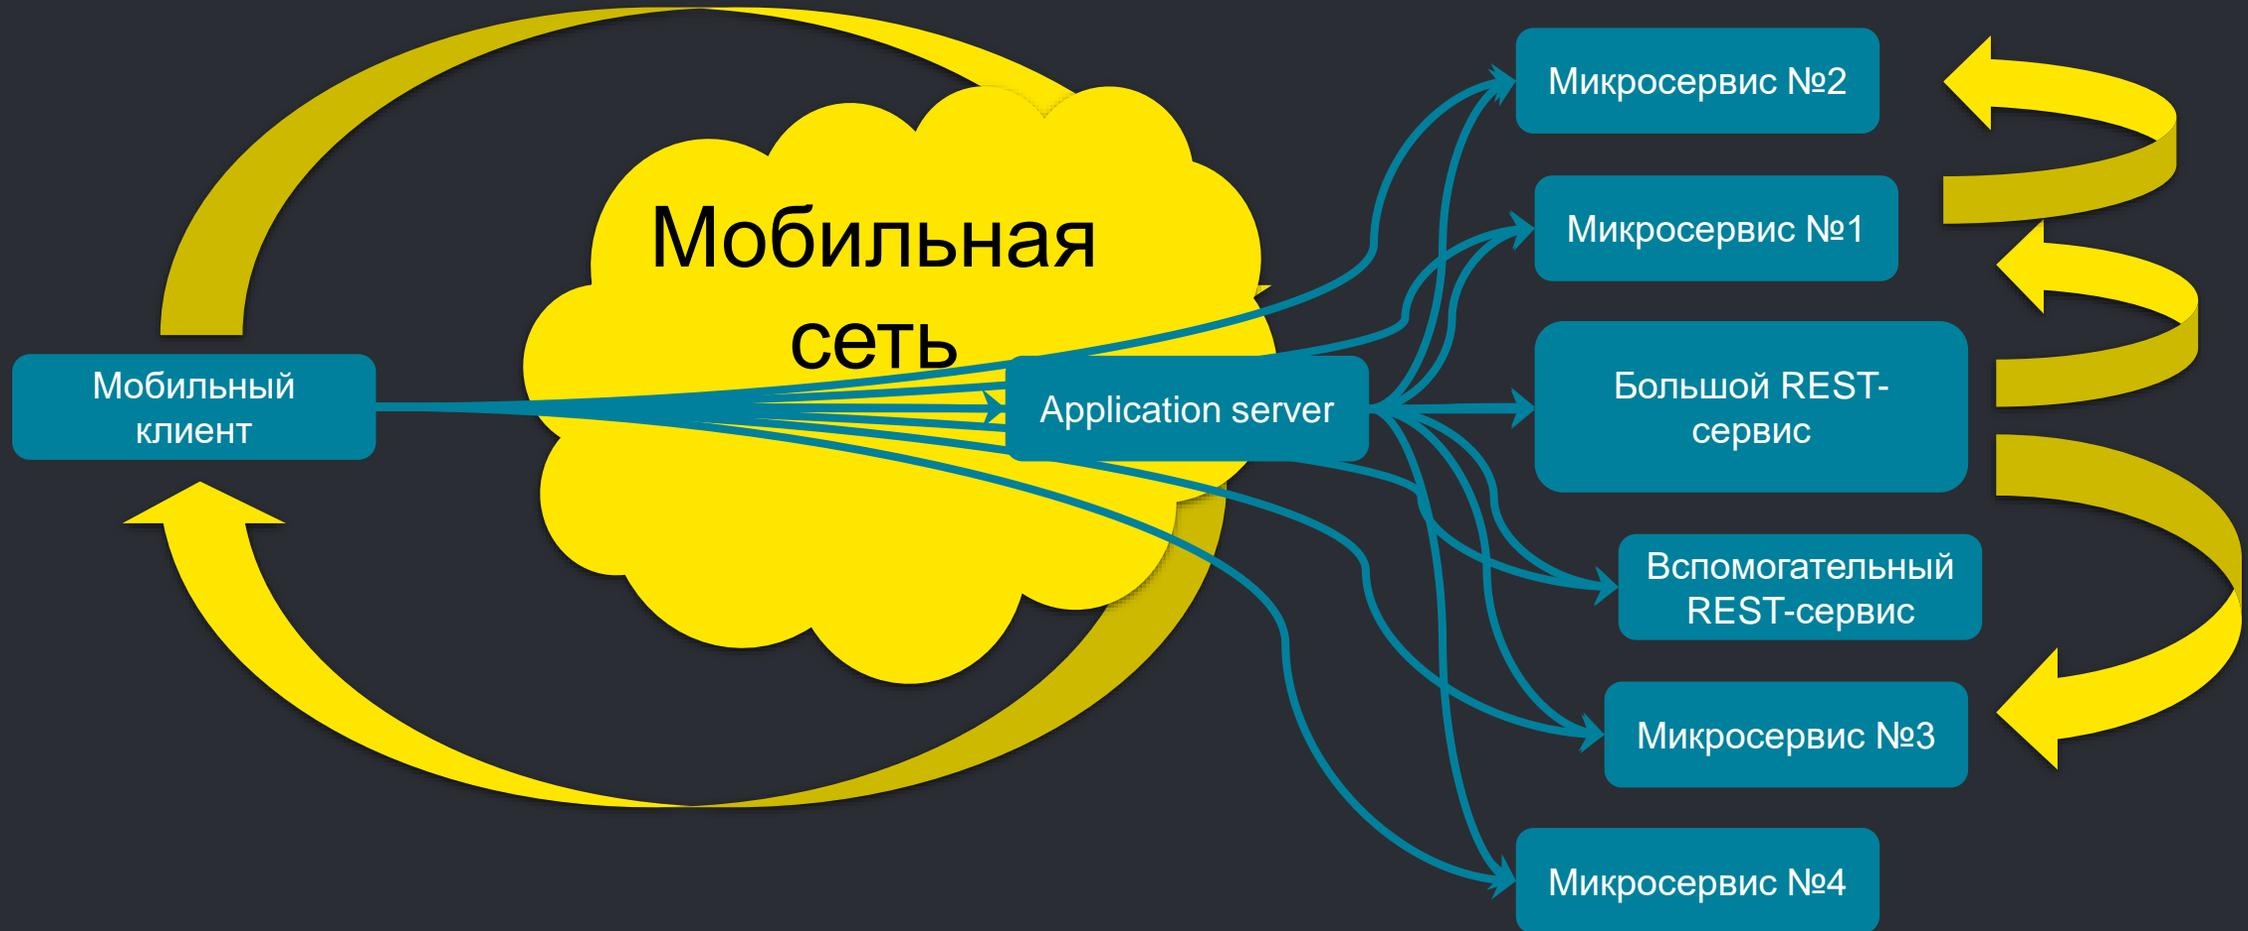 Мобильный
клиент
Мобильная
сеть
Application server
Микросервис №2
Микросервис №1
Большой REST-
сервис
Вспомогательный
REST-сервис
Микросервис №3
Микросервис №4